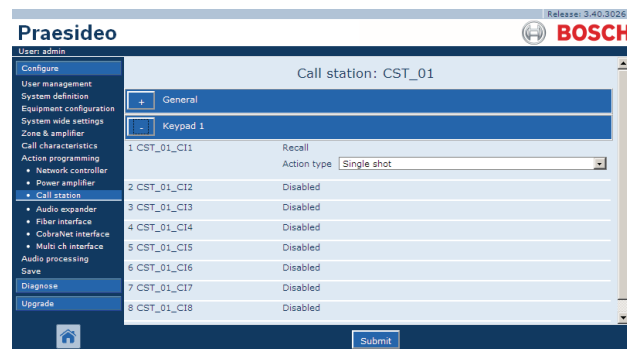 Release: 3.40.3026
Praesideo
BOSCH
User: admin
Configure
User management
System definition
Equipment configuration
System wide settings
Zone & amplifier
Call characteristics
Action programming
• Network controller
• Power amplifier
• Call station
• Audio expander
• Fiber interface
• CobraNet interface
• Multi ch interface
Audio processing
Save
Diagnose
Upgrade
Call station: CST_01
+ General
- Keypad 1
1 CST_01_CI1 Recall
Action type Single shot
2 CST_01_CI2 Disabled
3 CST_01_CI3 Disabled
4 CST_01_CI4 Disabled
5 CST_01_CI5 Disabled
6 CST_01_CI6 Disabled
7 CST_01_CI7 Disabled
8 CST_01_CI8 Disabled
Submit